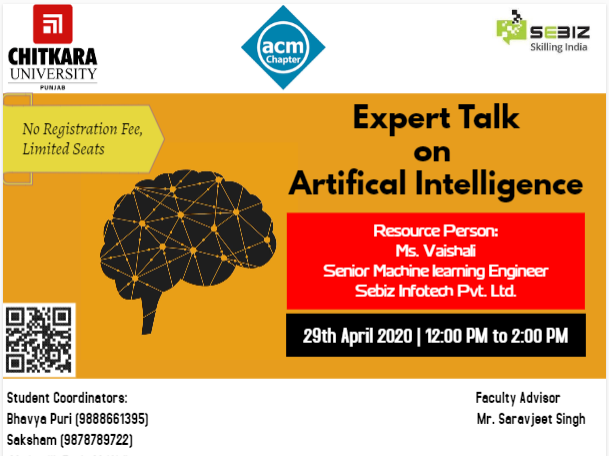 CHITKARA
UNIVERSITY
PUNJAB
acm
Chapter
SEBIZ
Skilling India
No Registration Fee,
Limited Seats
Expert Talk
on
Artifical Intelligence
Resource Person:
Ms. Vaishali
Senior Machine learning Engineer
Sebiz Infotech Pvt. Ltd.
29th April 2020 | 12:00 PM to 2:00 PM
Student Coordinators:
Bhavya Puri (9888661395)
Saksham (9878789722)
Faculty Advisor
Mr. Saravjeet Singh